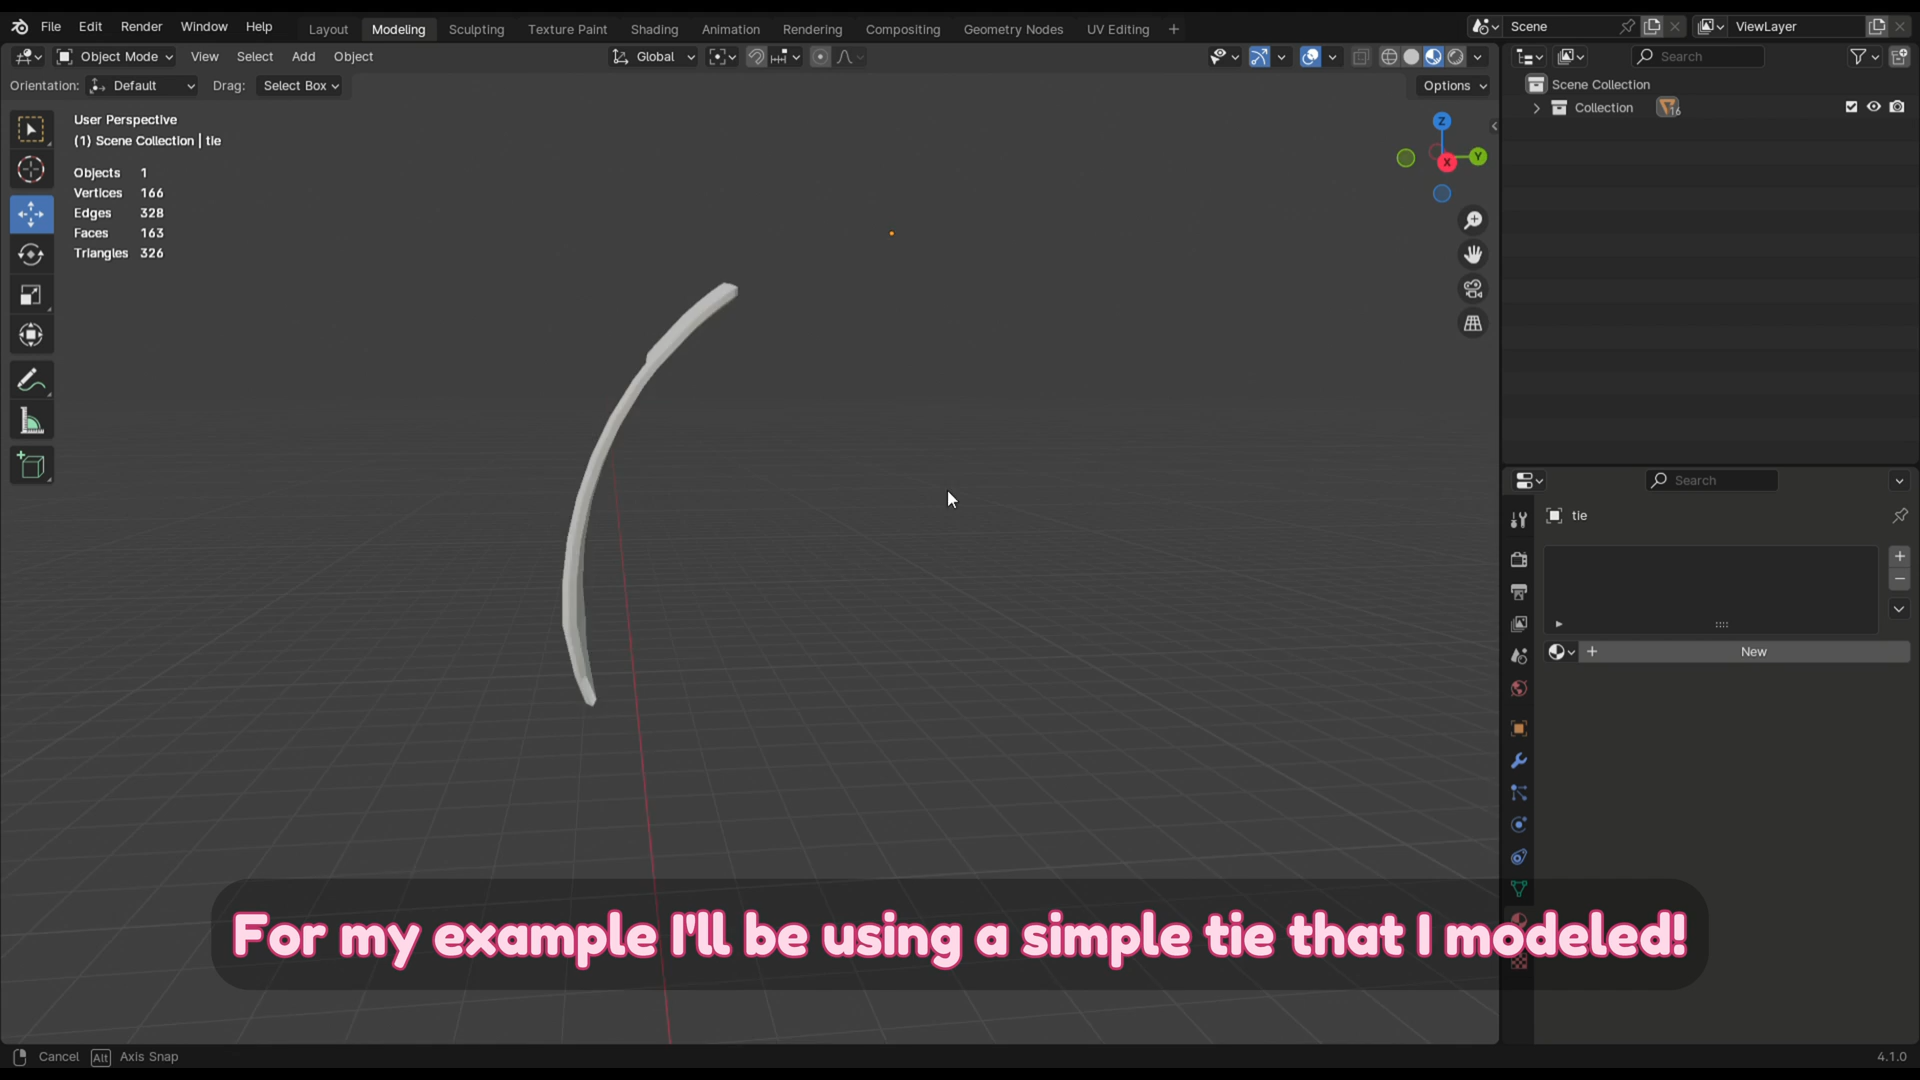 File Edit Render Window Help Layout Modeling Sculpting Texture Paint Shading Animation Rendering Compositing Geometry Nodes UV Editing + Scene ViewLayer
Object Mode View Select Add Object Global Search
Orientation: Default Drag: Select Box Options
Scene Collection
Collection 16
User Perspective
(1) Scene Collection | tie
Objects 1
Vertices 166
Edges 328
Faces 163
Triangles 326
Z
Y
X
Search
tie
New
For my example I'll be using a simple tie that I modeled!
Cancel Alt Axis Snap 4.1.0